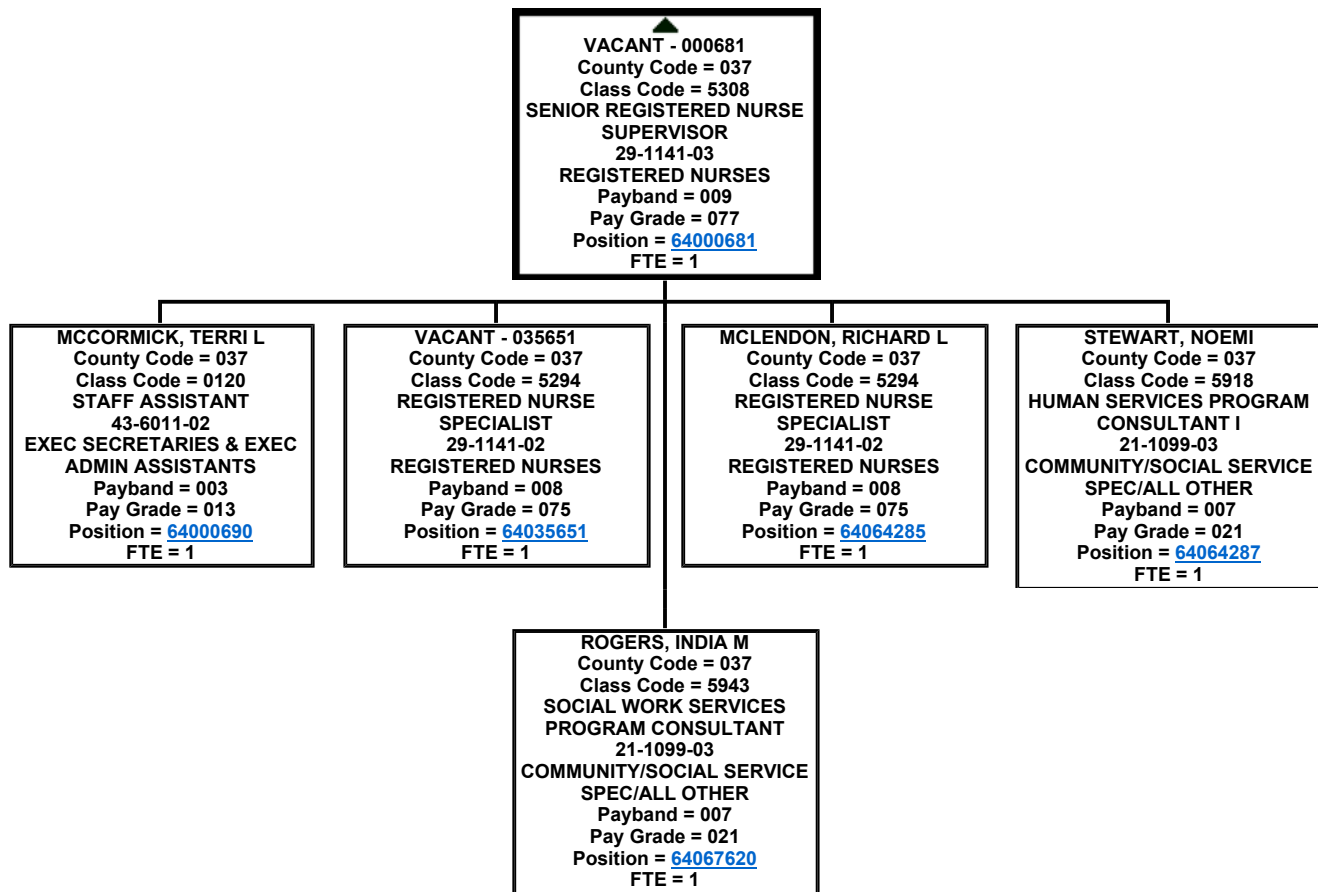 VACANT - 000681
County Code = 037
Class Code = 5308
SENIOR REGISTERED NURSE
SUPERVISOR
29-1141-03
REGISTERED NURSES
Payband = 009
Pay Grade = 077
Position = 64000681
FTE = 1
MCCORMICK, TERRI L
County Code = 037
Class Code = 0120
STAFF ASSISTANT
43-6011-02
EXEC SECRETARIES & EXEC
ADMIN ASSISTANTS
Payband = 003
Pay Grade = 013
Position = 64000690
FTE = 1
VACANT - 035651
County Code = 037
Class Code = 5294
REGISTERED NURSE
SPECIALIST
29-1141-02
REGISTERED NURSES
Payband = 008
Pay Grade = 075
Position = 64035651
FTE = 1
MCLENDON, RICHARD L
County Code = 037
Class Code = 5294
REGISTERED NURSE
SPECIALIST
29-1141-02
REGISTERED NURSES
Payband = 008
Pay Grade = 075
Position = 64064285
FTE = 1
STEWART, NOEMI
County Code = 037
Class Code = 5918
HUMAN SERVICES PROGRAM
CONSULTANT I
21-1099-03
COMMUNITY/SOCIAL SERVICE
SPEC/ALL OTHER
Payband = 007
Pay Grade = 021
Position = 64064287
FTE = 1
ROGERS, INDIA M
County Code = 037
Class Code = 5943
SOCIAL WORK SERVICES
PROGRAM CONSULTANT
21-1099-03
COMMUNITY/SOCIAL SERVICE
SPEC/ALL OTHER
Payband = 007
Pay Grade = 021
Position = 64067620
FTE = 1